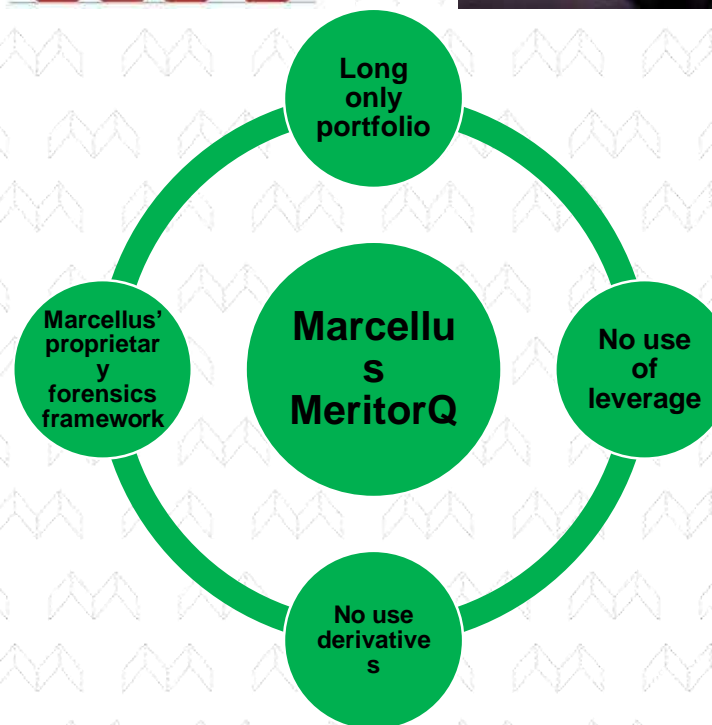 Long
only
portfolio
Marcellus’
proprietar
y
forensics
framework
Marcellu
s
MeritorQ
No use
of
leverage
No use
derivative
s